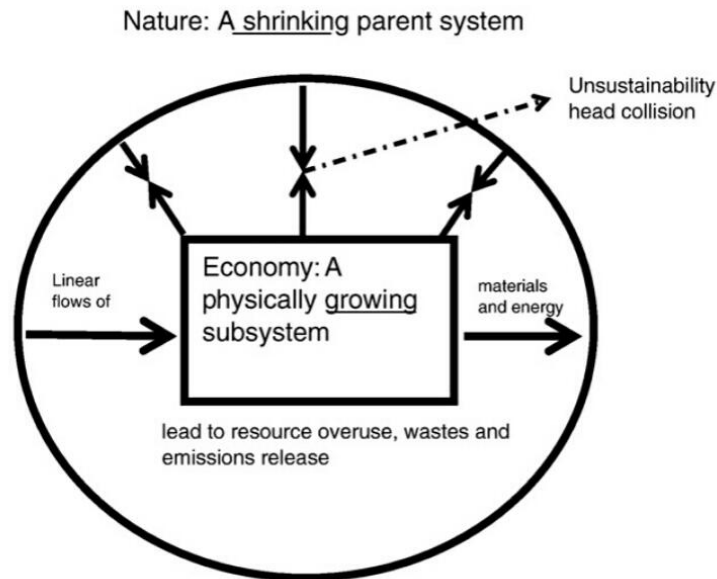 Nature: A shrinking parent system
Unsustainability
head collision
Linear
flows of
Economy: A
physically growing
subsystem
materials
and energy
lead to resource overuse, wastes and
emissions release